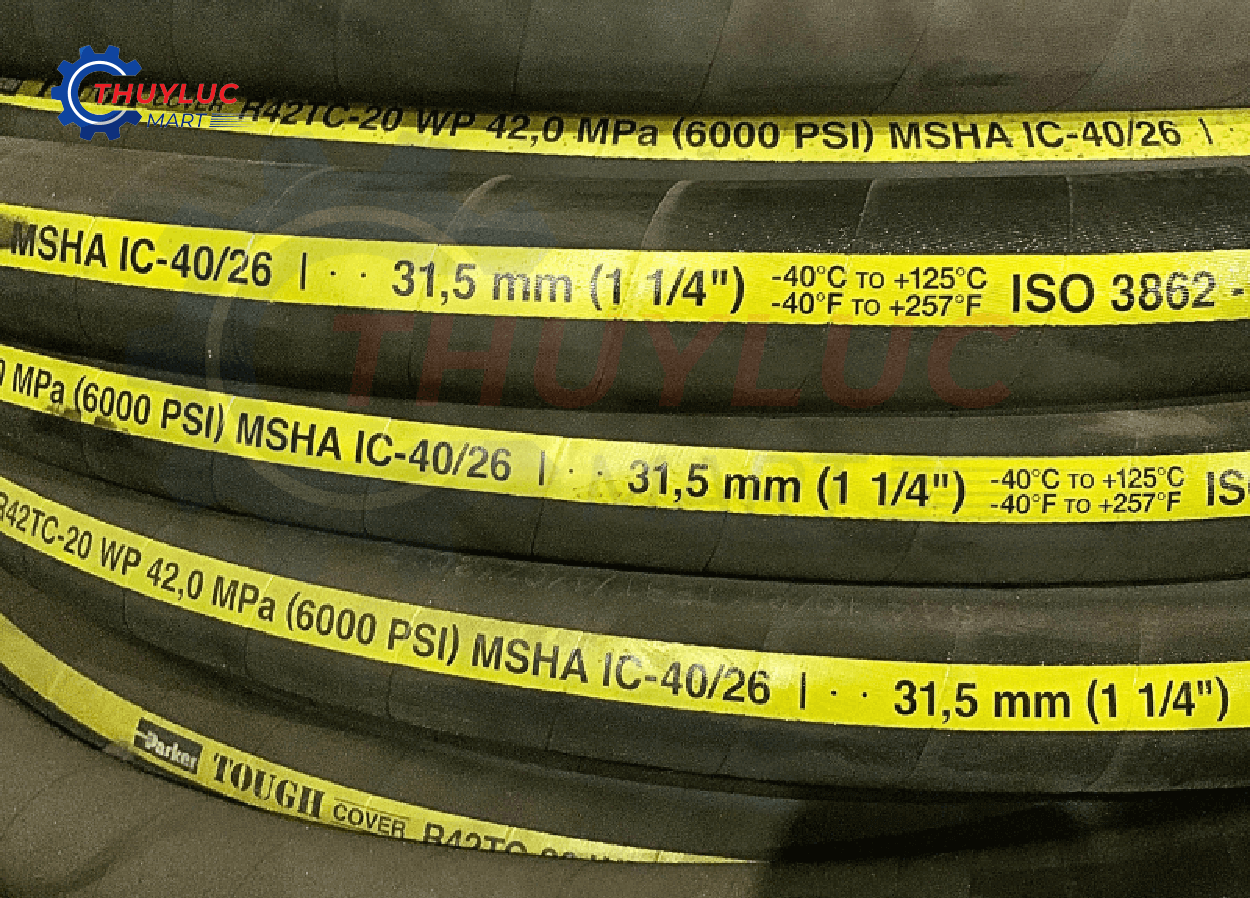 THUYLUC
MART
COVER R42TC-20 WP 42,0 MPa (6000 PSI) MSHA IC-40/26 | ·
MSHA IC-40/26 | · · 31,5 mm (1 1/4") -40°C TO +125°C
-40°F TO +257°F ISO 3862 -
THUYLUC
MPa (6000 PSI) MSHA IC-40/26 | · · 31,5 mm (1 1/4") -40°C TO +125°C
-40°F TO +257°F
R42TC-20 WP 42,0 MPa (6000 PSI) MSHA IC-40/26 | · · 31,5 mm (1 1/4")
Parker TOUGH COVER R42TC